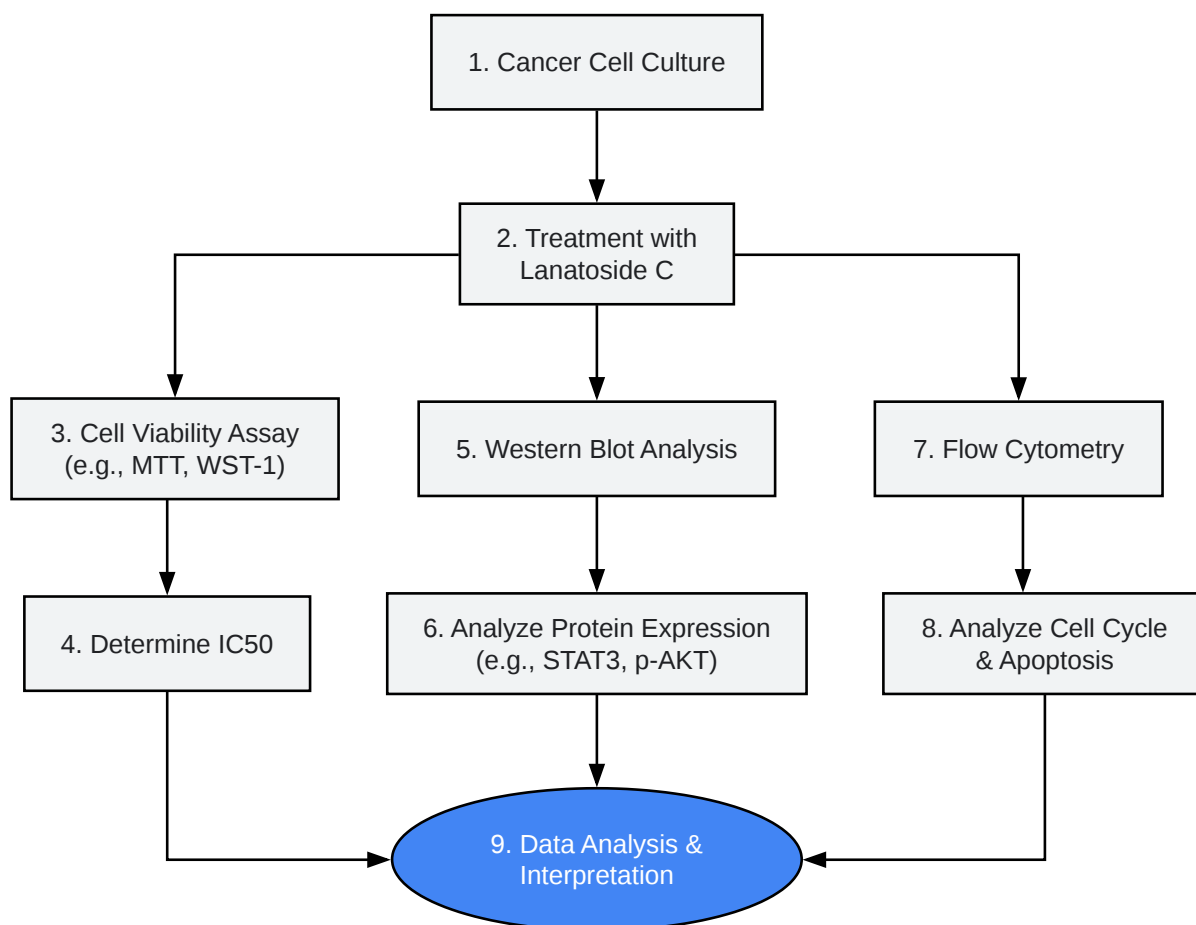 1. Cancer Cell Culture
2. Treatment with
Lanatoside C
3. Cell Viability Assay
(e.g., MTT, WST-1)
4. Determine IC50
5. Western Blot Analysis
6. Analyze Protein Expression
(e.g., STAT3, p-AKT)
7. Flow Cytometry
8. Analyze Cell Cycle
& Apoptosis
9. Data Analysis &
Interpretation